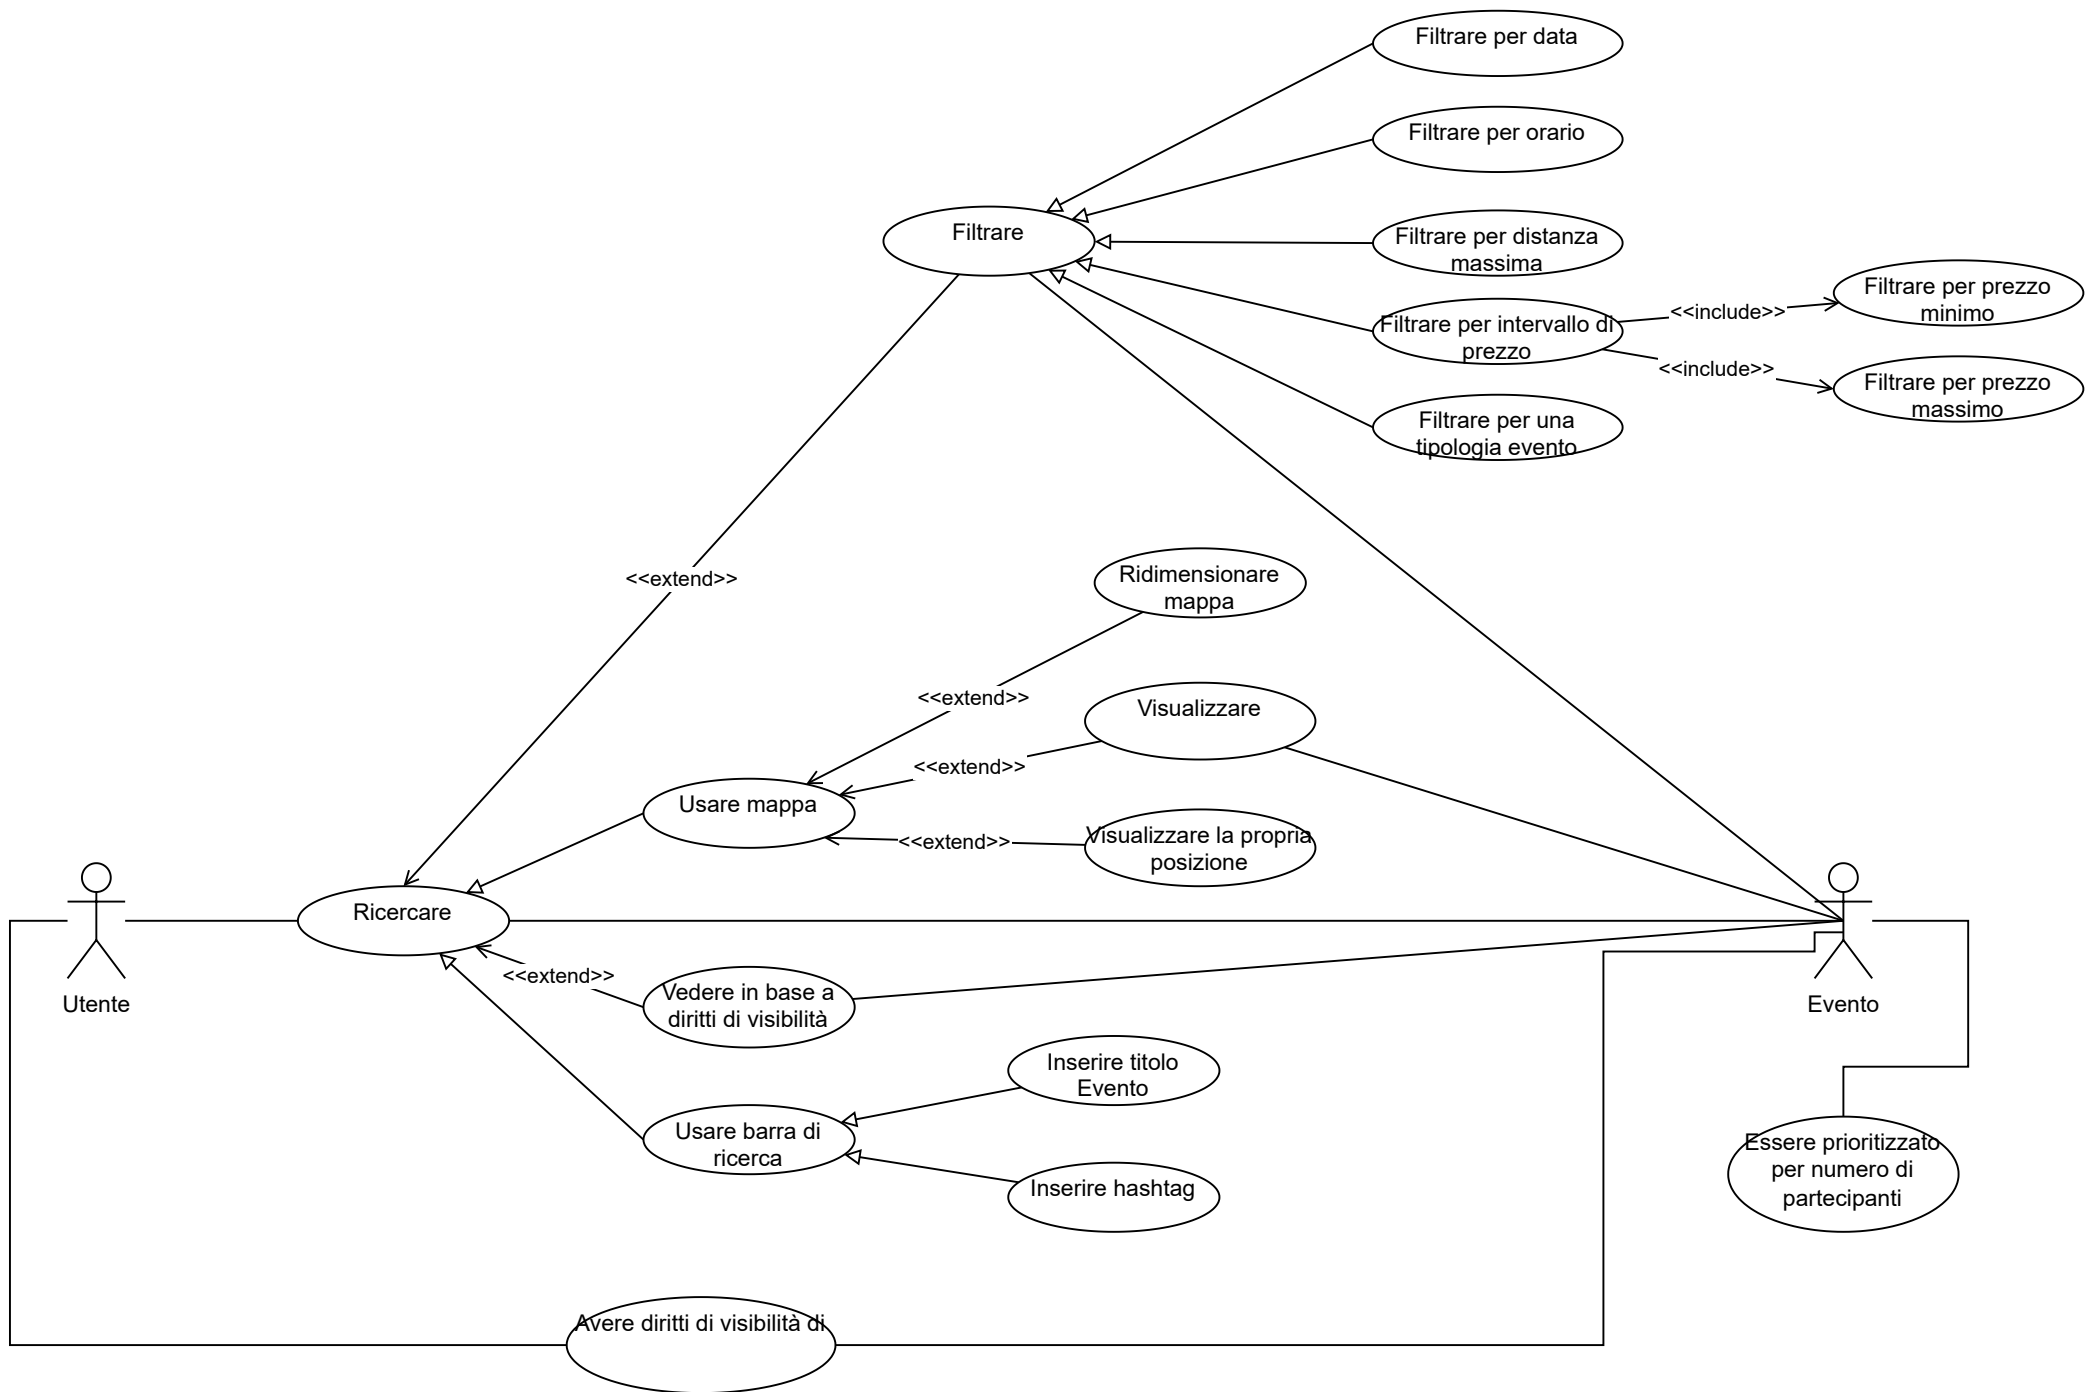 Filtrare per data
Filtrare per orario
Filtrare
Filtrare per distanza
massima
Filtrare per intervallo di
prezzo
<<include>>
Filtrare per prezzo
minimo
<<include>>
Filtrare per prezzo
massimo
Filtrare per una
tipologia evento
<<extend>>
Ridimensionare
mappa
<<extend>>
Visualizzare
<<extend>>
Usare mappa
Visualizzare la propria
posizione
<<extend>>
Ricercare
<<extend>>
Utente
Evento
Vedere in base a
diritti di visibilità
Inserire titolo
Evento
Usare barra di
ricerca
Inserire hashtag
Essere prioritizzato
per numero di
partecipanti
Avere diritti di visibilità di